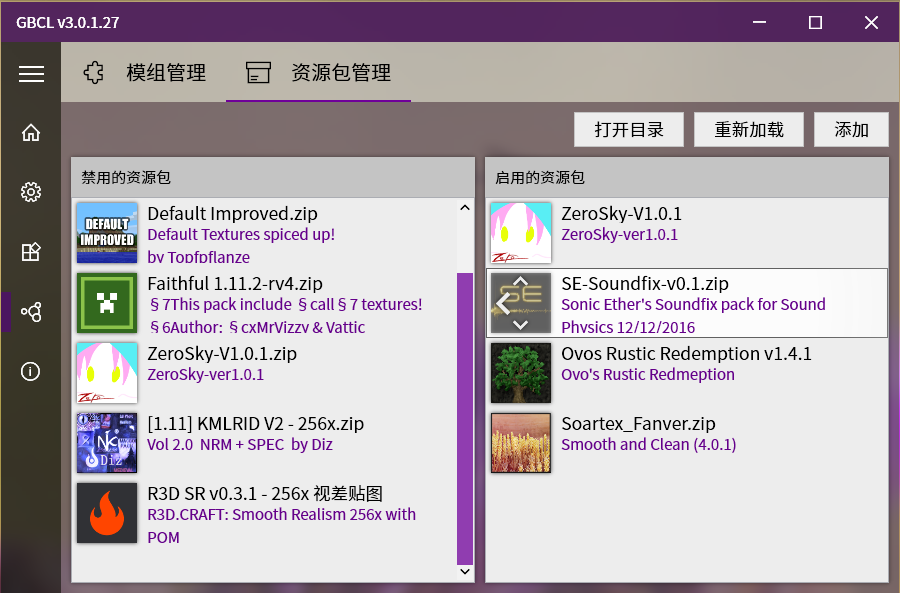 GBCL v3.0.1.27
模组管理
资源包管理
打开目录
重新加载
添加
禁用的资源包
DEFAULT
IMPROVED
Default Improved.zip
Default Textures spiced up!
by Topfpflanze
Faithful 1.11.2-rv4.zip
§7This pack include §call§7 textures!
§6Author: §cxMrVizzy & Vattic
ZeroSky-V1.0.1.zip
ZeroSky-ver1.0.1
[1.11] KMLRID V2 - 256x.zip
Vol 2.0  NRM + SPEC  by Diz
NK
Diz
R3D SR v0.3.1 - 256x 视差贴图
R3D.CRAFT: Smooth Realism 256x with
POM
启用的资源包
ZeroSky-V1.0.1
ZeroSky-ver1.0.1
SE
SE-Soundfix-v0.1.zip
Sonic Ether's Soundfix pack for Sound
Physics 12/12/2016
Ovos Rustic Redemption v1.4.1
Ovo's Rustic Redmeption
Soartex_Fanver.zip
Smooth and Clean (4.0.1)